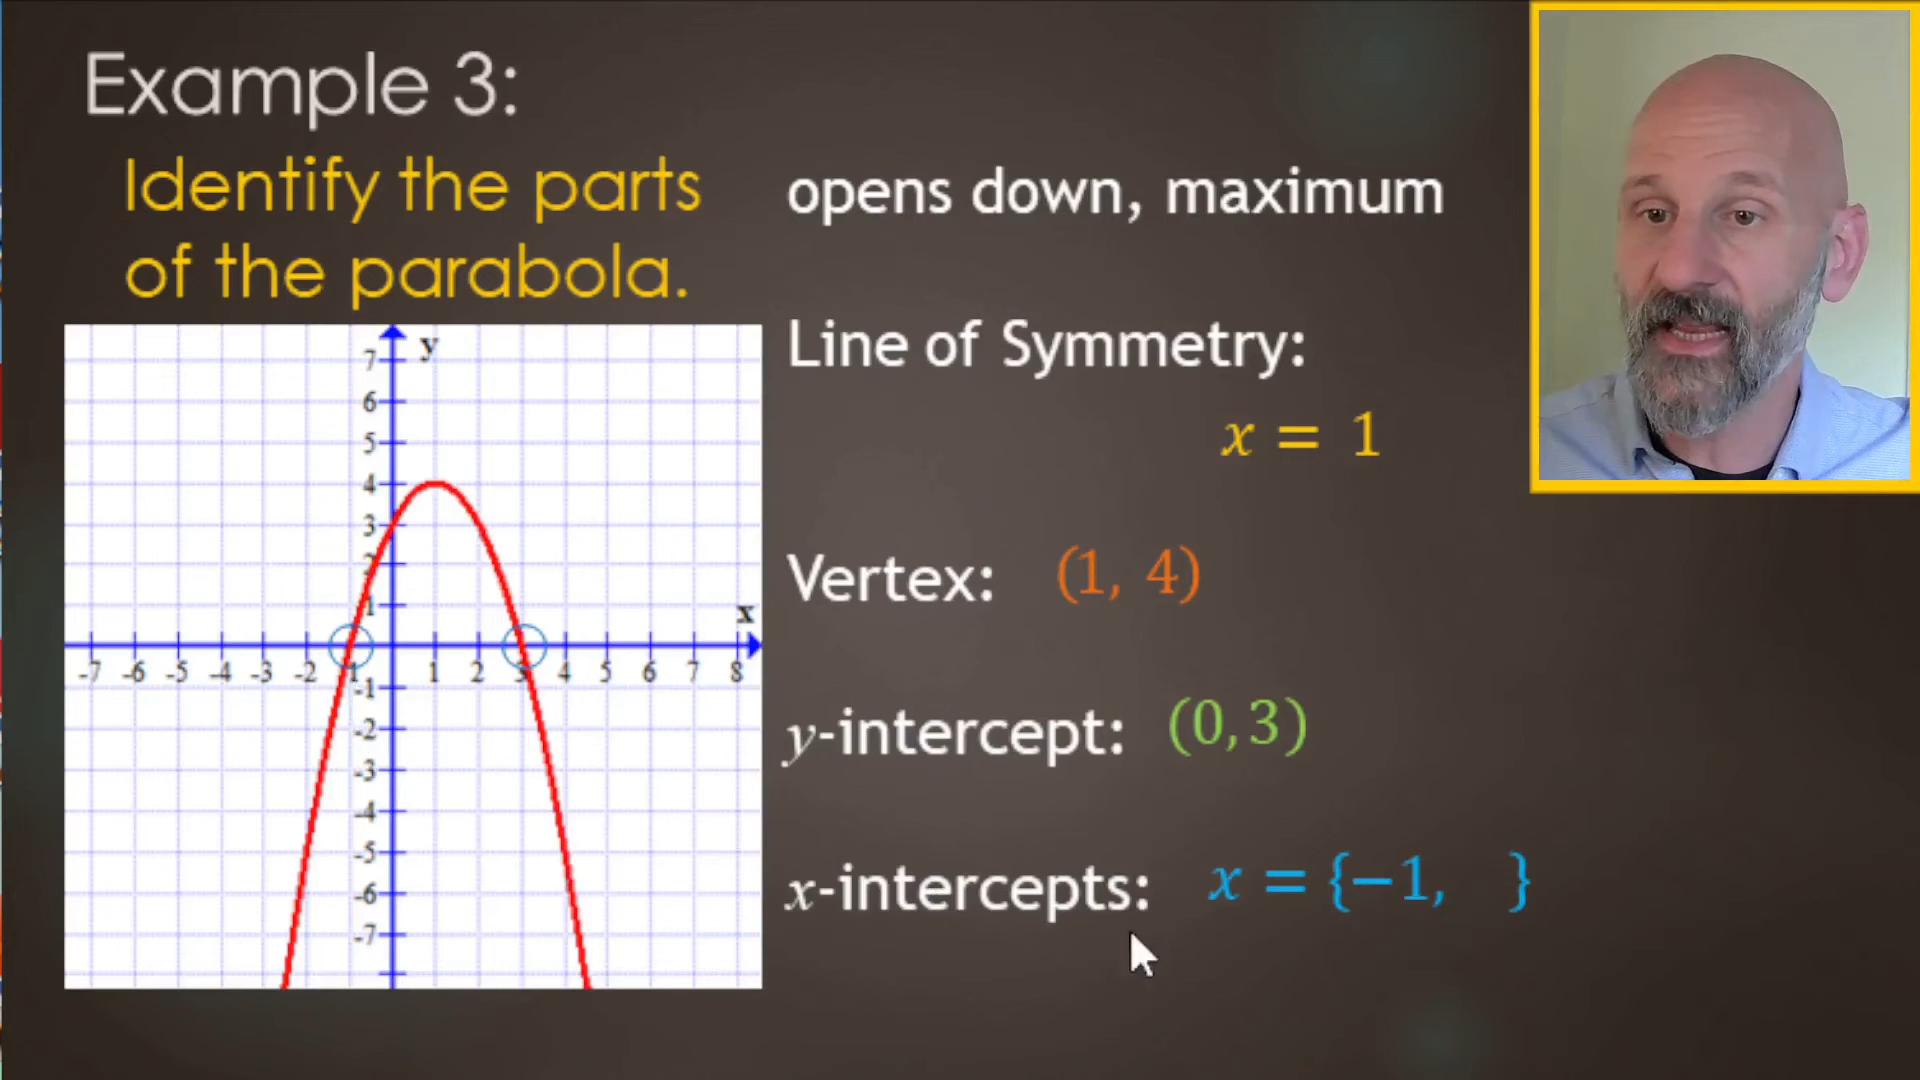 Example 3:
Identify the parts
of the parabola.
opens down, maximum
Line of Symmetry:
x = 1
Vertex: (1, 4)
y-intercept: (0,3)
x-intercepts: x = {−1, }
y
7
6
5
4
3
2
1
x
-7 -6 -5 -4 -3 -2 1 1 2 3 4 5 6 7 8
-1
-2
-3
-4
-5
-6
-7